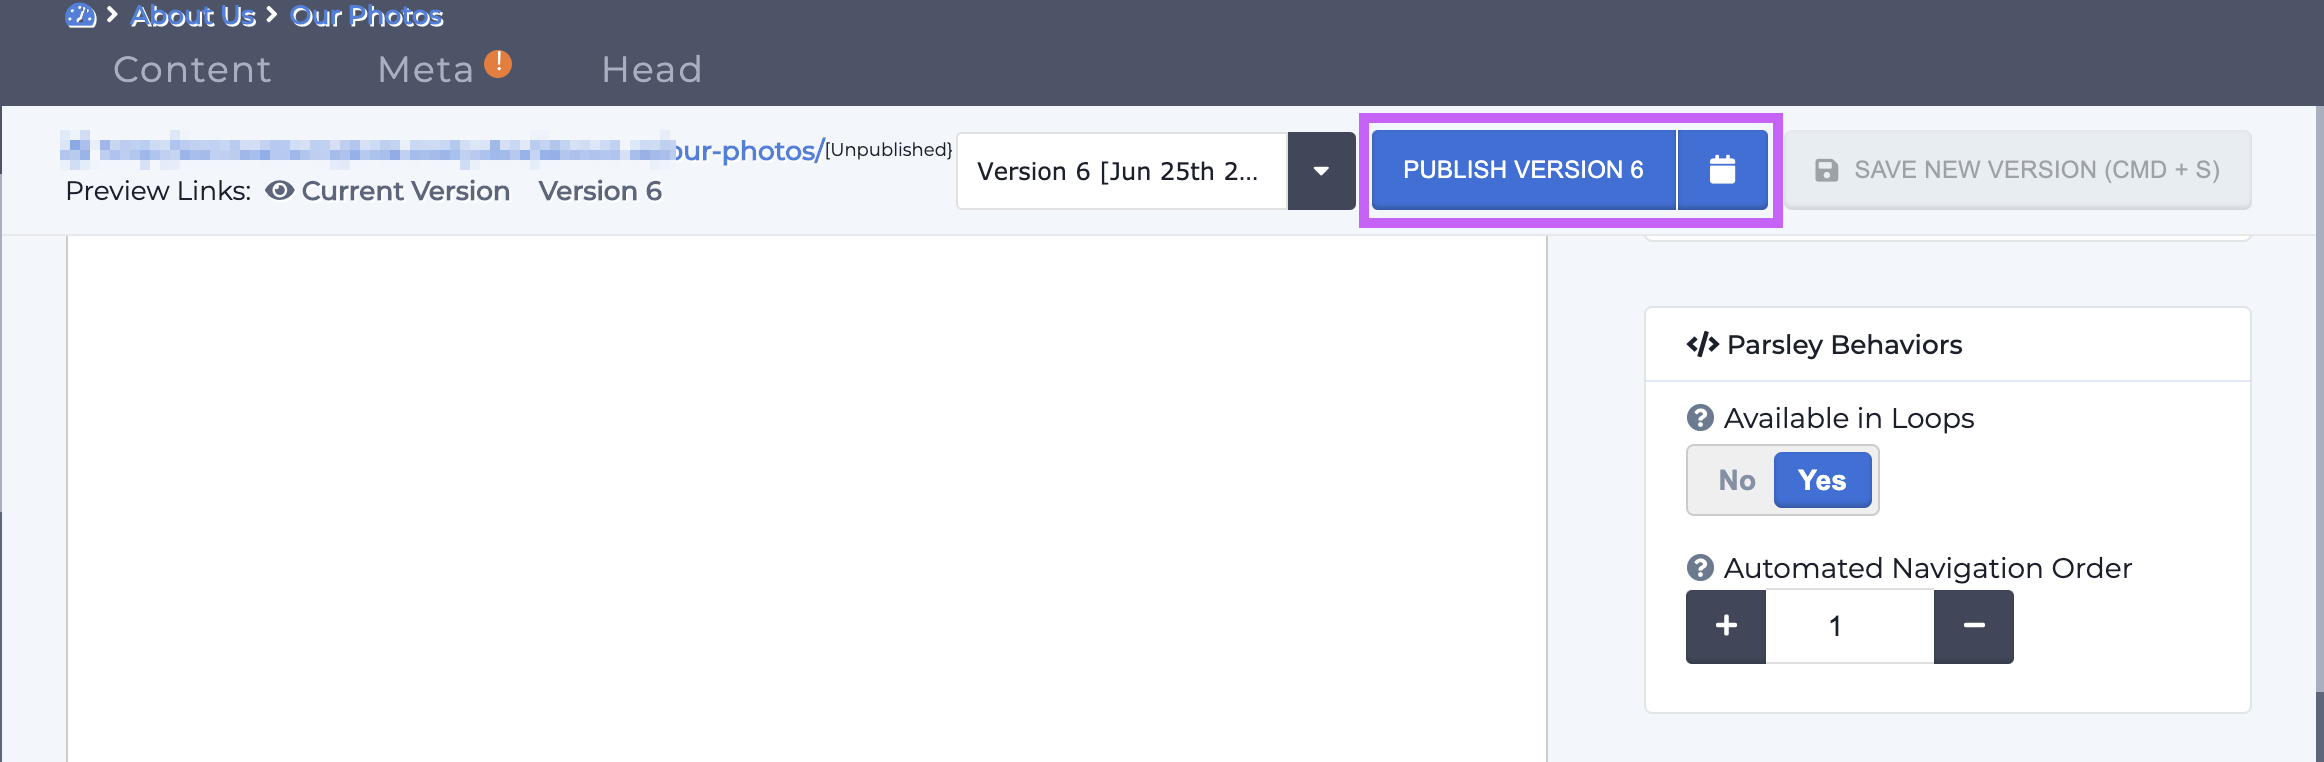 About Us > Our Photos
Content Meta ! Head
our-photos/ [Unpublished}
Preview Links: Current Version Version 6
Version 6 [Jun 25th 2...
PUBLISH VERSION 6
SAVE NEW VERSION (CMD + S)
</> Parsley Behaviors
? Available in Loops
No Yes
? Automated Navigation Order
+ 1 −